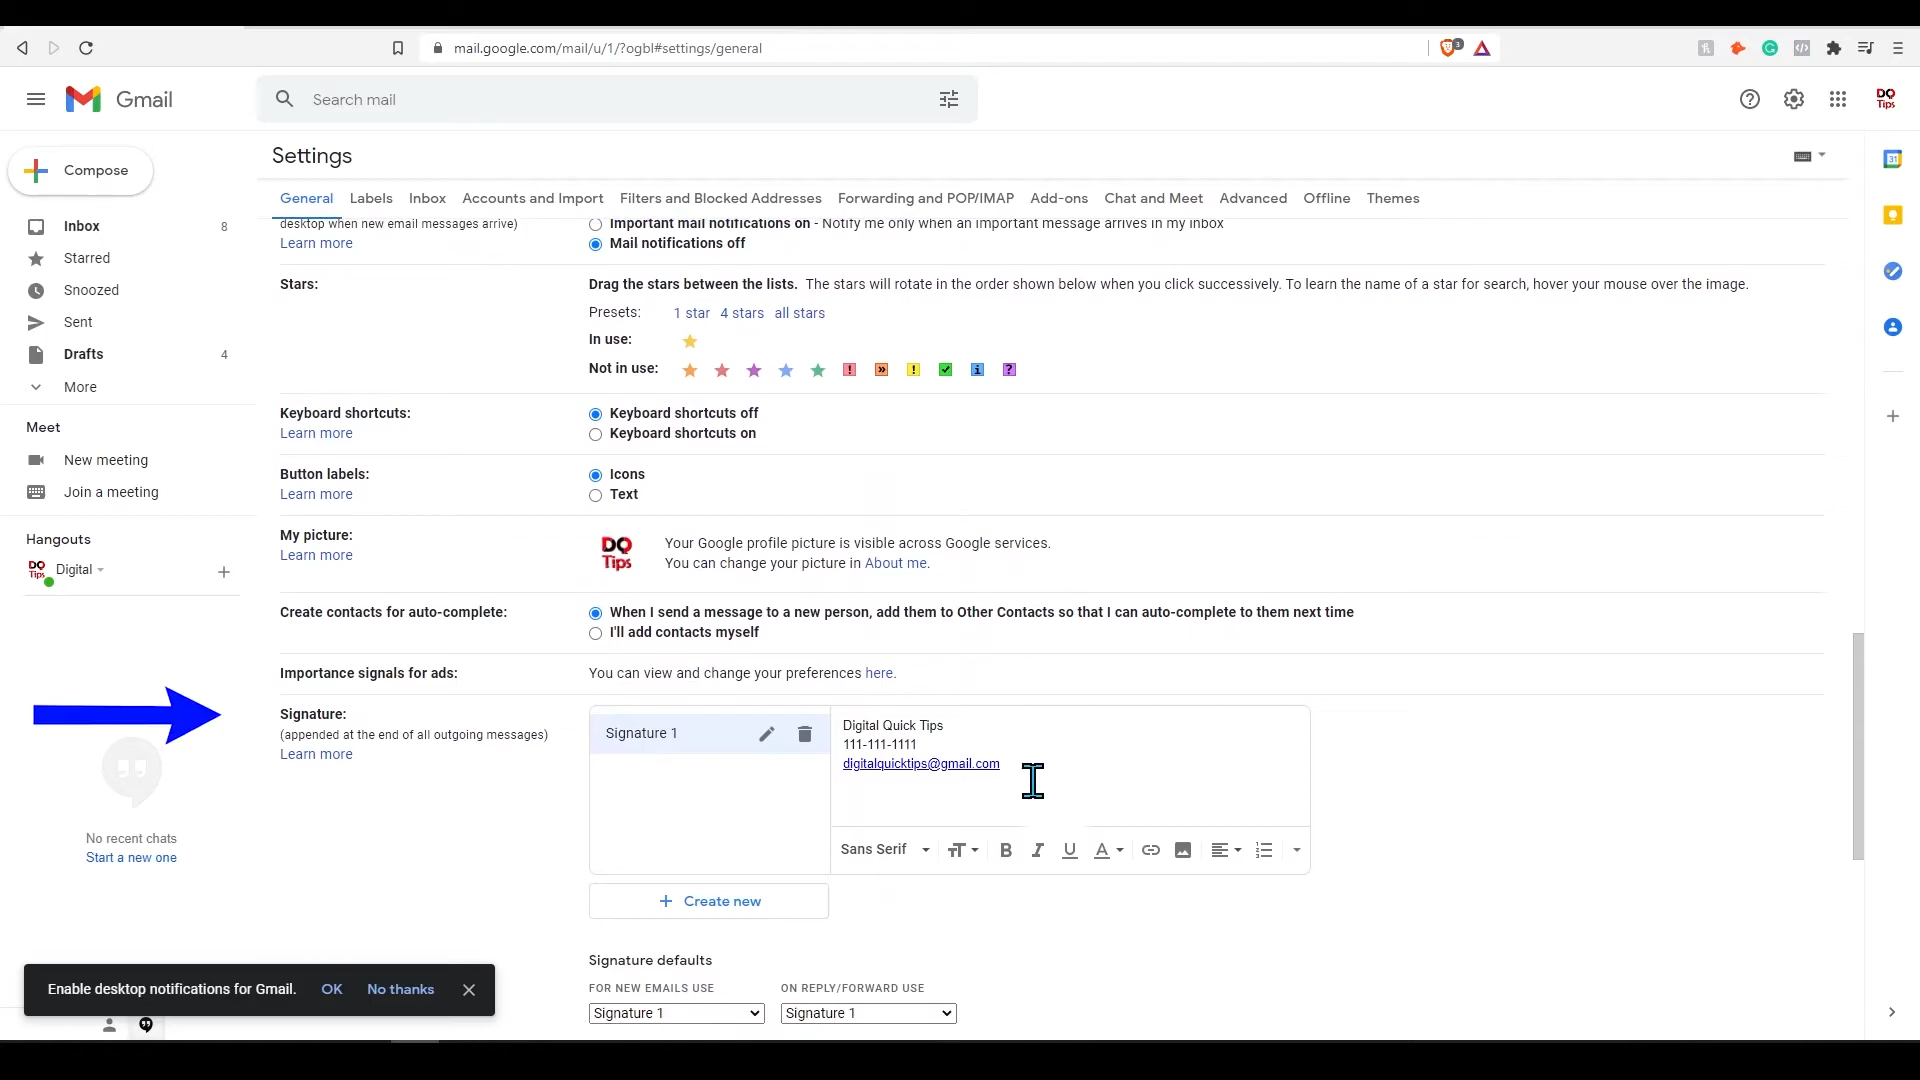 3
mail.google.com/mail/u/1/?ogbl#settings/general
Gmail
Search mail
DQ
Tips
Settings
31
Compose
General Labels Inbox Accounts and Import Filters and Blocked Addresses Forwarding and POP/IMAP Add-ons Chat and Meet Advanced Offline Themes
desktop when new email messages arrive)
Learn more
Important mail notifications on - Notify me only when an important message arrives in my inbox
Mail notifications off
Inbox 8
Starred
Snoozed
Sent
Drafts 4
More
Meet
New meeting
Join a meeting
Hangouts
DQ
Tips
Digital
No recent chats
Start a new one
Stars:
Drag the stars between the lists. The stars will rotate in the order shown below when you click successively. To learn the name of a star for search, hover your mouse over the image.
Presets: 1 star 4 stars all stars
In use:
Not in use: ! » ! i ?
Keyboard shortcuts:
Learn more
Keyboard shortcuts off
Keyboard shortcuts on
Button labels:
Learn more
Icons
Text
My picture:
Learn more
DQ
Tips
Your Google profile picture is visible across Google services.
You can change your picture in About me.
Create contacts for auto-complete:
When I send a message to a new person, add them to Other Contacts so that I can auto-complete to them next time
I'll add contacts myself
Importance signals for ads:
You can view and change your preferences here.
Signature:
(appended at the end of all outgoing messages)
Learn more
Signature 1
Digital Quick Tips
111-111-1111
digitalquicktips@gmail.com
Sans Serif TT B I U A
Create new
Signature defaults
FOR NEW EMAILS USE ON REPLY/FORWARD USE
Signature 1 Signature 1
Enable desktop notifications for Gmail. OK No thanks